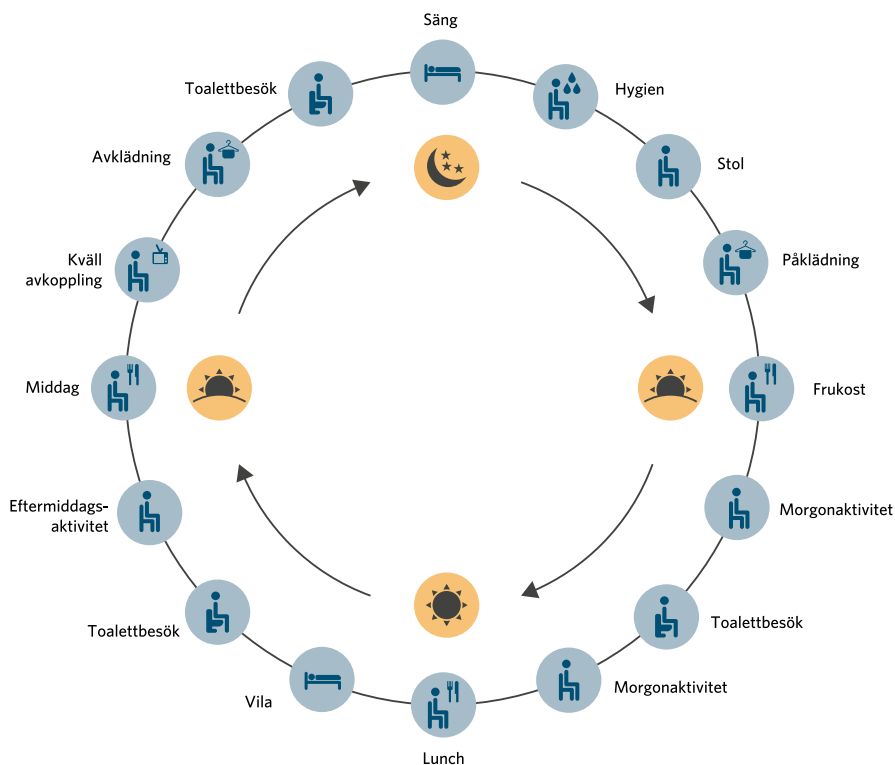 Säng
Hygien
Stol
Påklädning
Frukost
Morgonaktivitet
Toalettbesök
Morgonaktivitet
Lunch
Vila
Toalettbesök
Eftermiddags-
aktivitet
Middag
Kväll
avkoppling
Avklädning
Toalettbesök